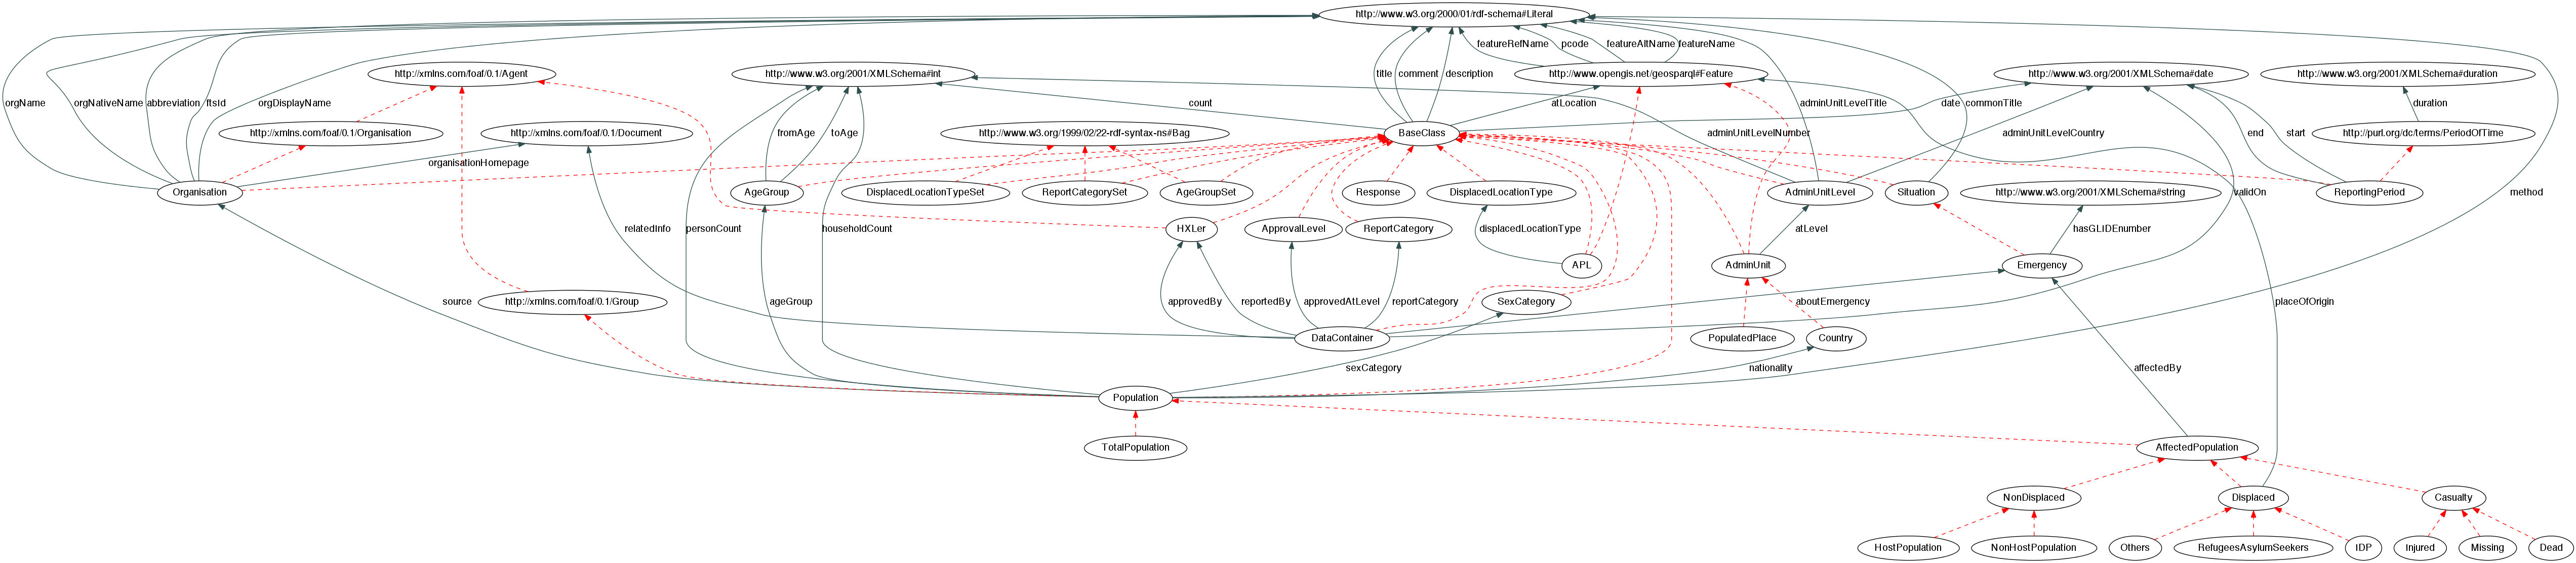 http://www.w3.org/2000/01/rdf-schema#Literal
featureRefName
pcode
featureAltName
featureName
http://xmlns.com/foaf/0.1/Agent
http://www.w3.org/2001/XMLSchema#int
title
comment
description
http://www.opengis.net/geosparql#Feature
http://www.w3.org/2001/XMLSchema#date
http://www.w3.org/2001/XMLSchema#duration
orgName
orgNativeName
abbreviation
ftsId
orgDisplayName
count
atLocation
adminUnitLevelTitle
date
commonTitle
duration
http://xmlns.com/foaf/0.1/Organisation
http://xmlns.com/foaf/0.1/Document
fromAge
toAge
http://www.w3.org/1999/02/22-rdf-syntax-ns#Bag
BaseClass
adminUnitLevelNumber
adminUnitLevelCountry
end
start
http://purl.org/dc/terms/PeriodOfTime
organisationHomepage
Organisation
AgeGroup
DisplacedLocationTypeSet
ReportCategorySet
AgeGroupSet
Response
DisplacedLocationType
AdminUnitLevel
Situation
http://www.w3.org/2001/XMLSchema#string
validOn
ReportingPeriod
method
relatedInfo
personCount
householdCount
HXLer
ApprovalLevel
ReportCategory
displacedLocationType
atLevel
hasGLIDEnumber
APL
AdminUnit
Emergency
source
http://xmlns.com/foaf/0.1/Group
ageGroup
approvedBy
reportedBy
approvedAtLevel
reportCategory
SexCategory
aboutEmergency
placeOfOrigin
DataContainer
PopulatedPlace
Country
sexCategory
nationality
affectedBy
Population
TotalPopulation
AffectedPopulation
NonDisplaced
Displaced
Casualty
HostPopulation
NonHostPopulation
Others
RefugeesAsylumSeekers
IDP
Injured
Missing
Dead